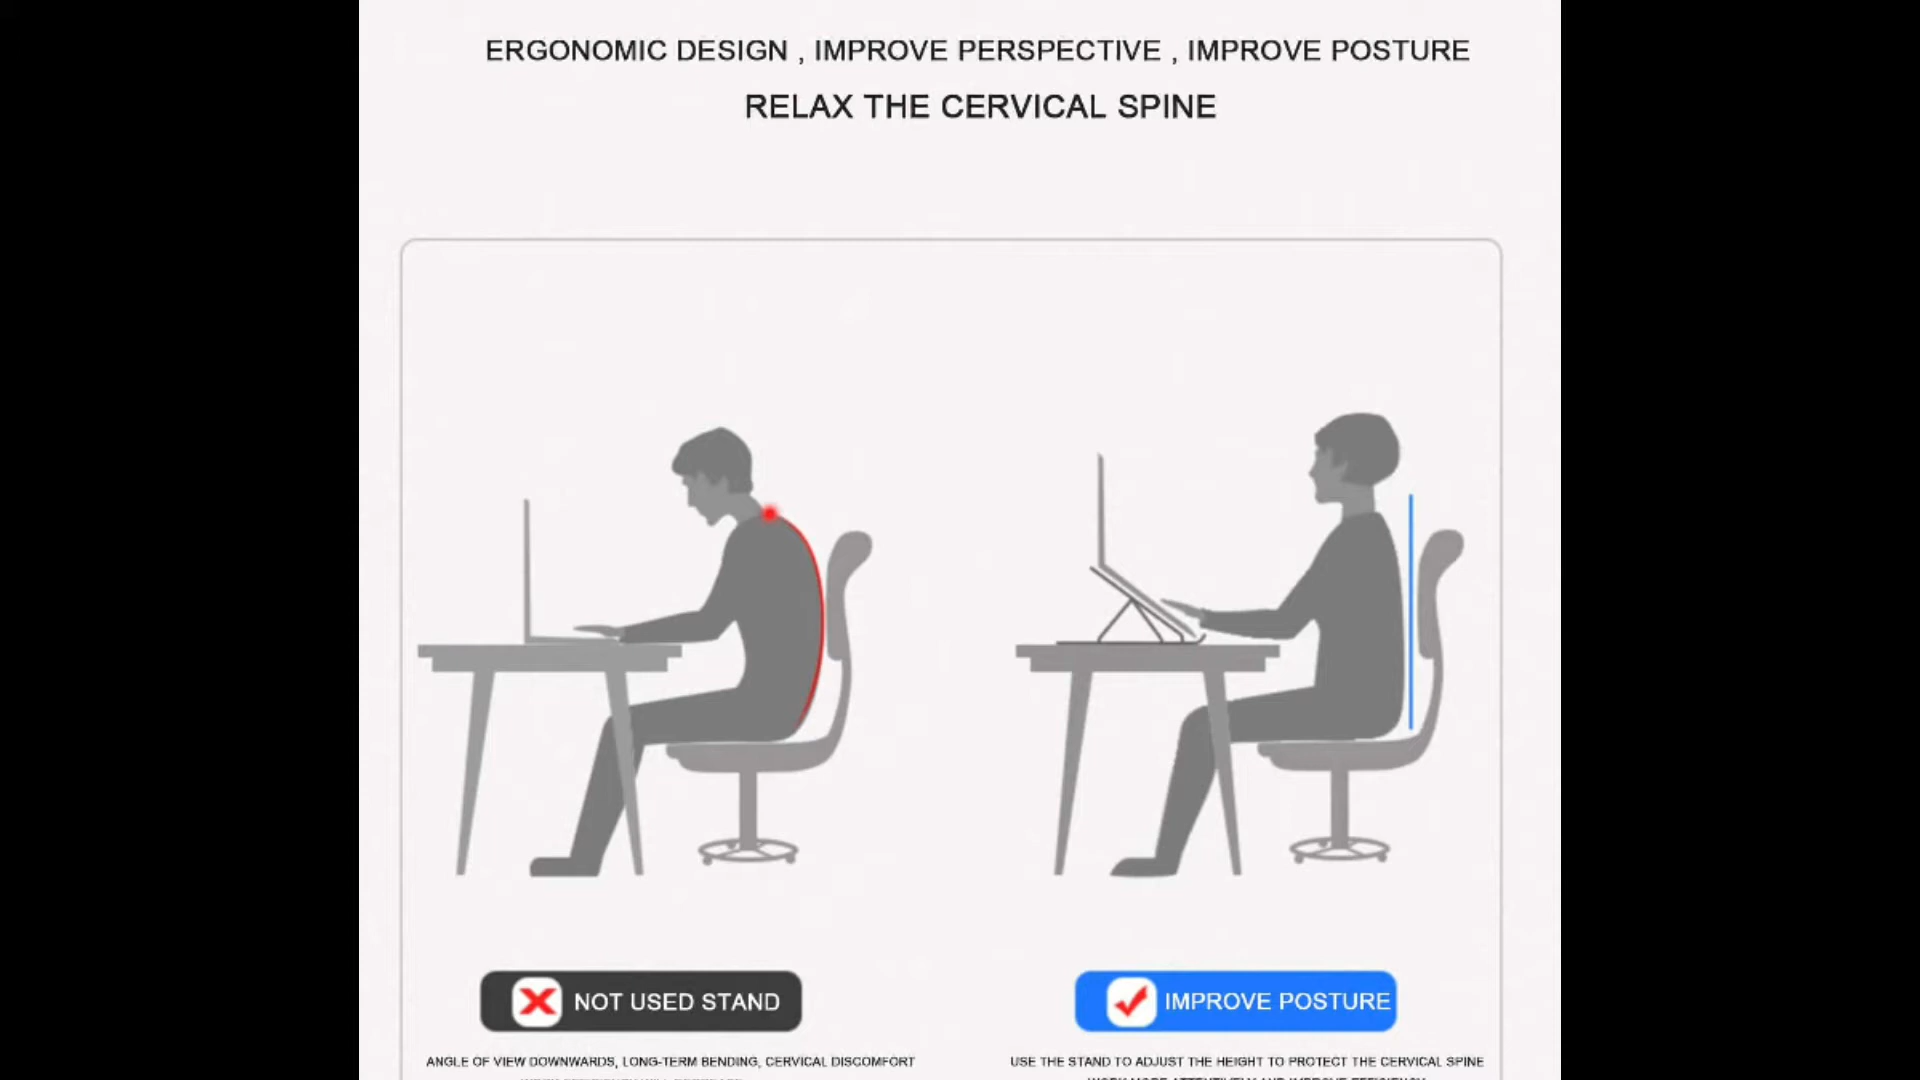 ERGONOMIC DESIGN , IMPROVE PERSPECTIVE , IMPROVE POSTURE
RELAX THE CERVICAL SPINE
NOT USED STAND
IMPROVE POSTURE
ANGLE OF VIEW DOWNWARDS, LONG-TERM BENDING, CERVICAL DISCOMFORT
USE THE STAND TO ADJUST THE HEIGHT TO PROTECT THE CERVICAL SPINE